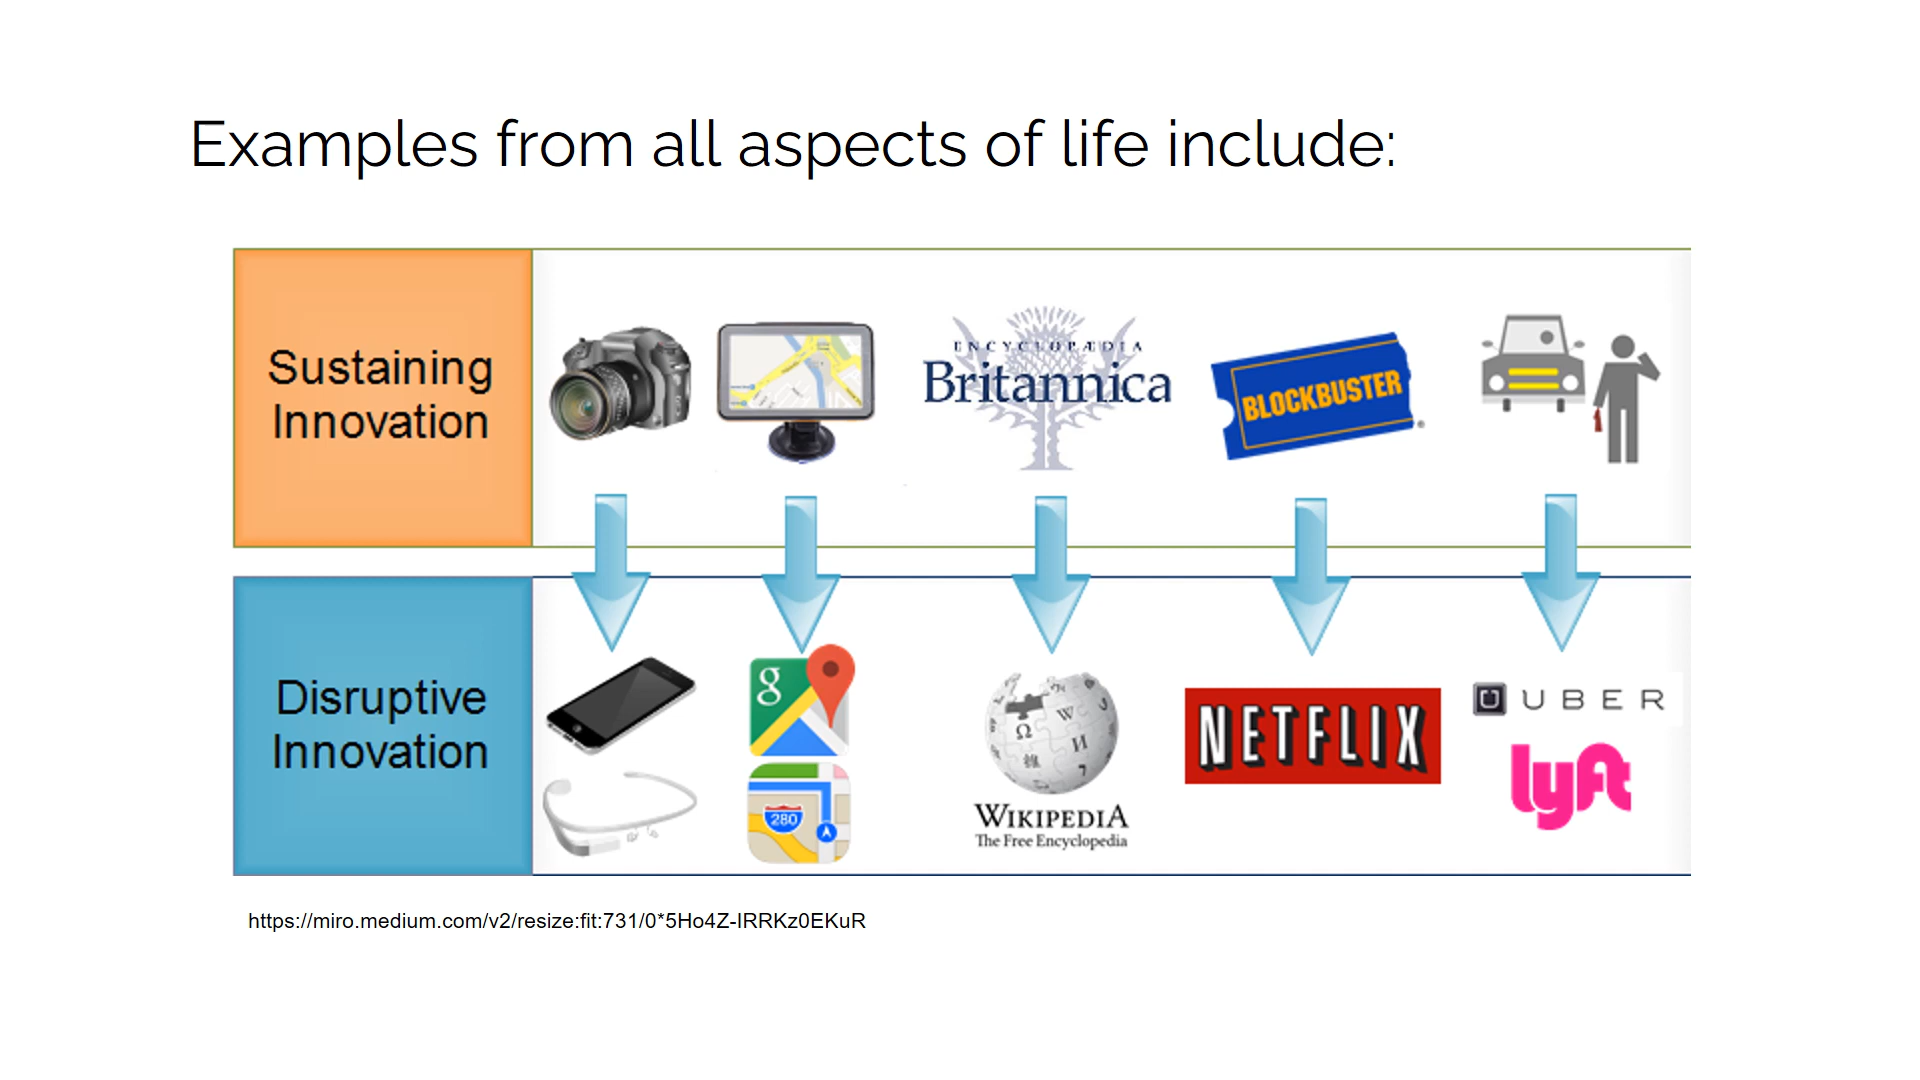 Examples from all aspects of life include:
Sustaining
Innovation
ENCYCLOPÆDIA
Britannica
BLOCKBUSTER
Disruptive
Innovation
g
280
W
Ω
И
維
WIKIPEDIA
The Free Encyclopedia
NETFLIX
U UBER
lyft
https://miro.medium.com/v2/resize:fit:731/0*5Ho4Z-IRRKz0EKuR